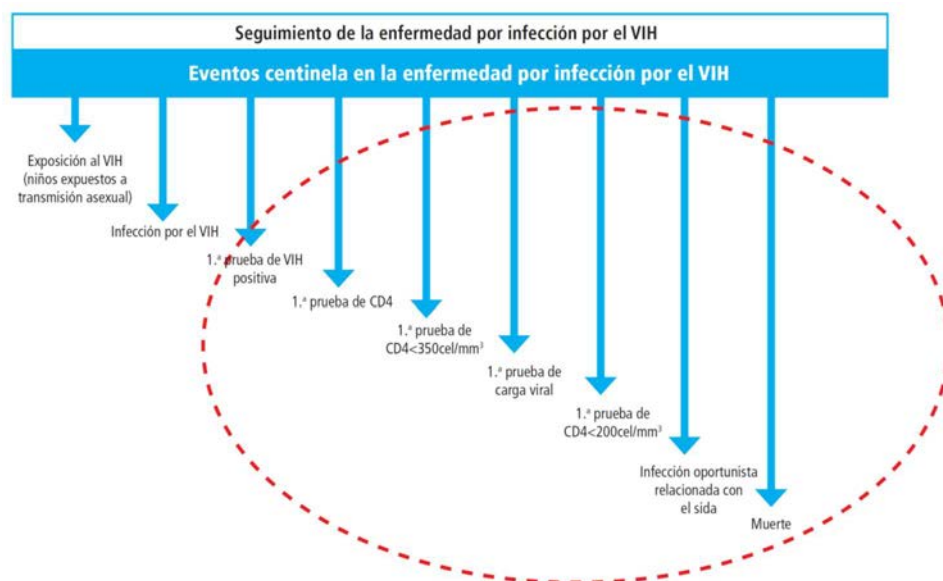 Seguimiento de la enfermedad por infección por el VIH
Eventos centinela en la enfermedad por infección por el VIH
Exposición al VIH
(niños expuestos a
transmisión asexual)
Infección por el VIH
1.ª prueba de VIH
positiva
1.ª prueba de CD4
1.ª prueba de
CD4<350cel/mm³
1.ª prueba de
carga viral
1.ª prueba de
CD4<200cel/mm³
Infección oportunista
relacionada con
el sida
Muerte